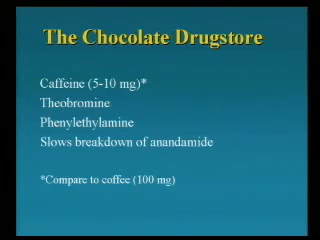 The Chocolate Drugstore
Caffeine (5-10 mg)*
Theobromine
Phenylethylamine
Slows breakdown of anandamide
*Compare to coffee (100 mg)